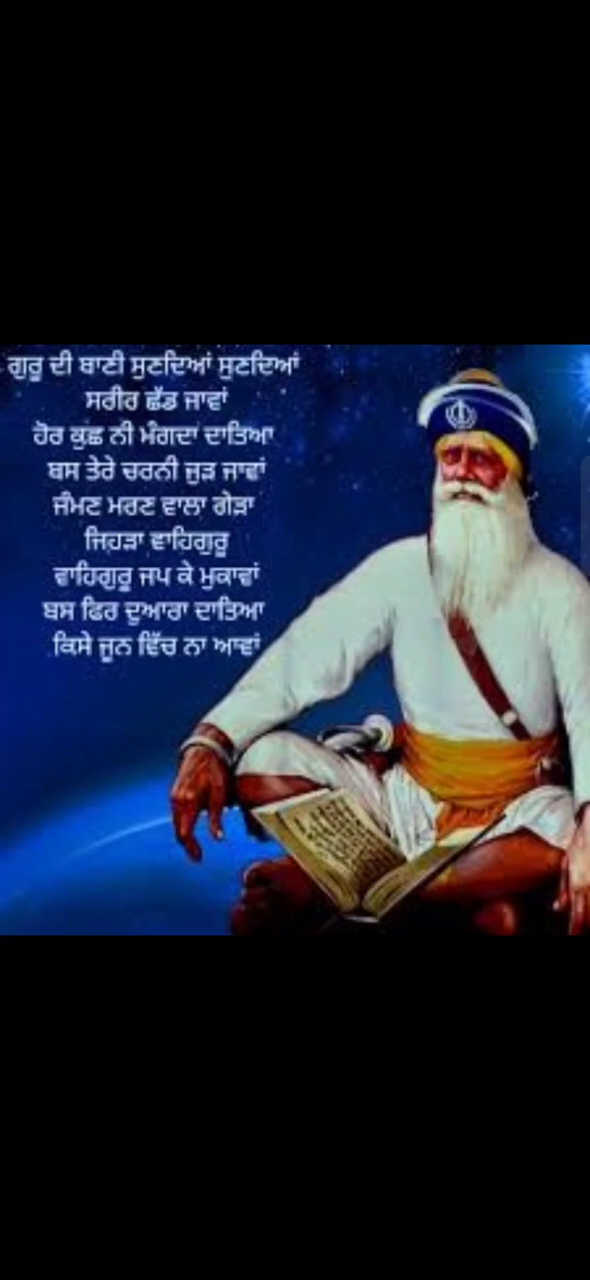 ਗੁਰੂ ਦੀ ਬਾਣੀ ਸੁਣਦਿਆਂ ਸੁਣਦਿਆਂ
ਸਰੀਰ ਛੱਡ ਜਾਵਾਂ
ਹੋਰ ਕੁਛ ਨੀ ਮੰਗਦਾ ਦਾਤਿਆ
ਬਸ ਤੇਰੇ ਚਰਨੀ ਜੁੜ ਜਾਵਾਂ
ਜੰਮਣ ਮਰਣ ਵਾਲਾ ਗੇੜਾ
ਜਿਹੜਾ ਵਾਹਿਗੁਰੂ
ਵਾਹਿਗੁਰੂ ਜਪ ਕੇ ਮੁਕਾਵਾਂ
ਬਸ ਫਿਰ ਦੁਆਰਾ ਦਾਤਿਆ
ਕਿਸੇ ਜੂਨ ਵਿੱਚ ਨਾ ਆਵਾਂ